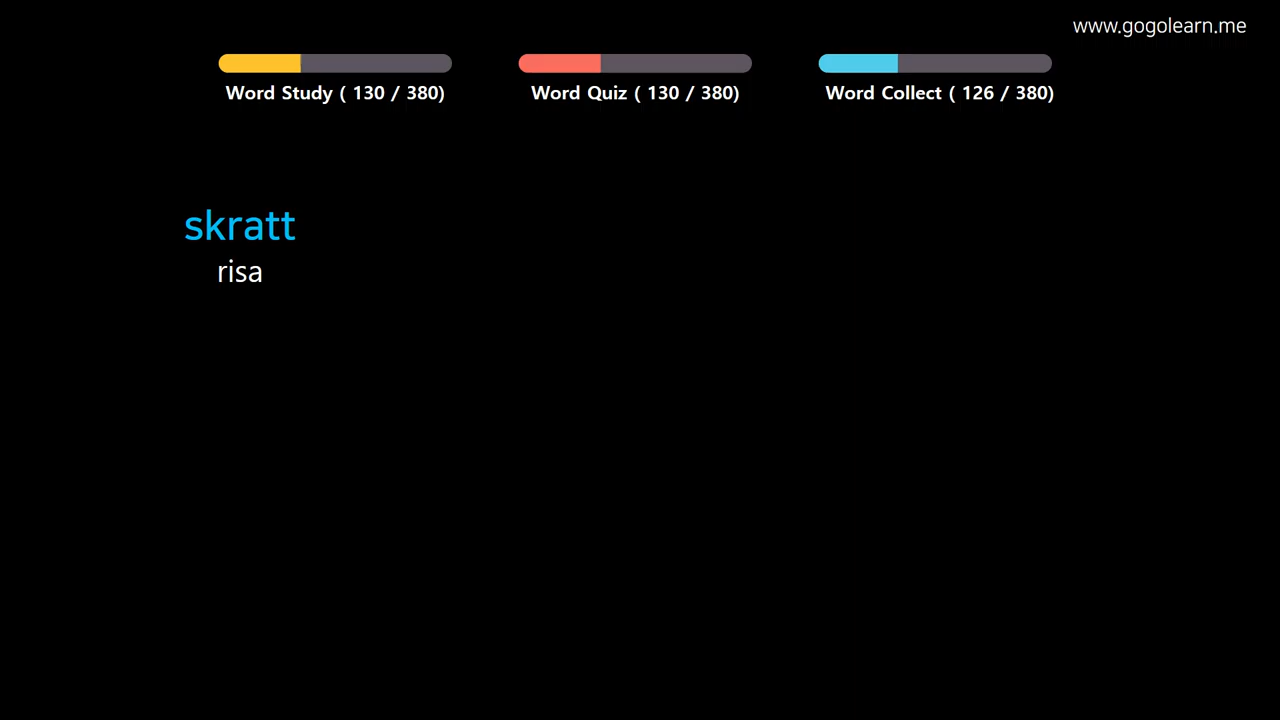 www.gogolearn.me
Word Study ( 130 / 380)
Word Quiz ( 130 / 380)
Word Collect ( 126 / 380)
skratt
risa